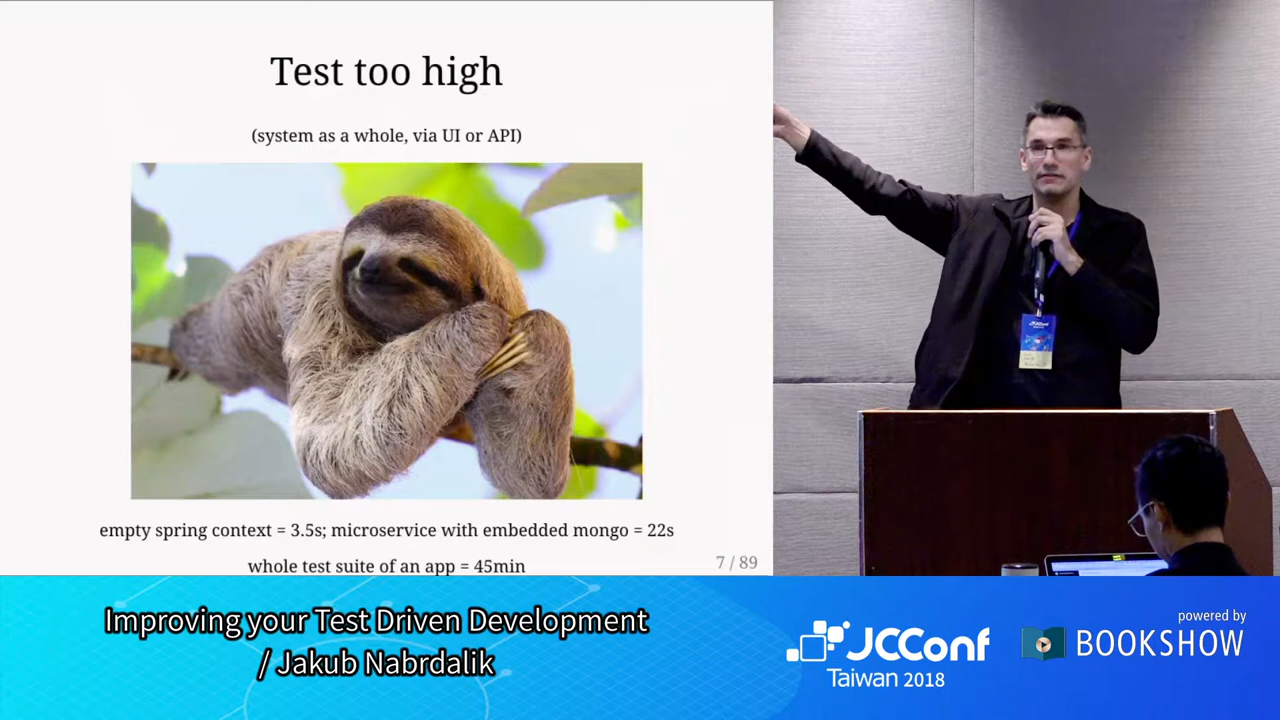 Test too high
(system as a whole, via UI or API)
empty spring context = 3.5s; microservice with embedded mongo = 22s
whole test suite of an app = 45min
7 / 89
JCConf
Improving your Test Driven Development
/ Jakub Nabrdalik
JCConf
Taiwan 2018
powered by
BOOKSHOW